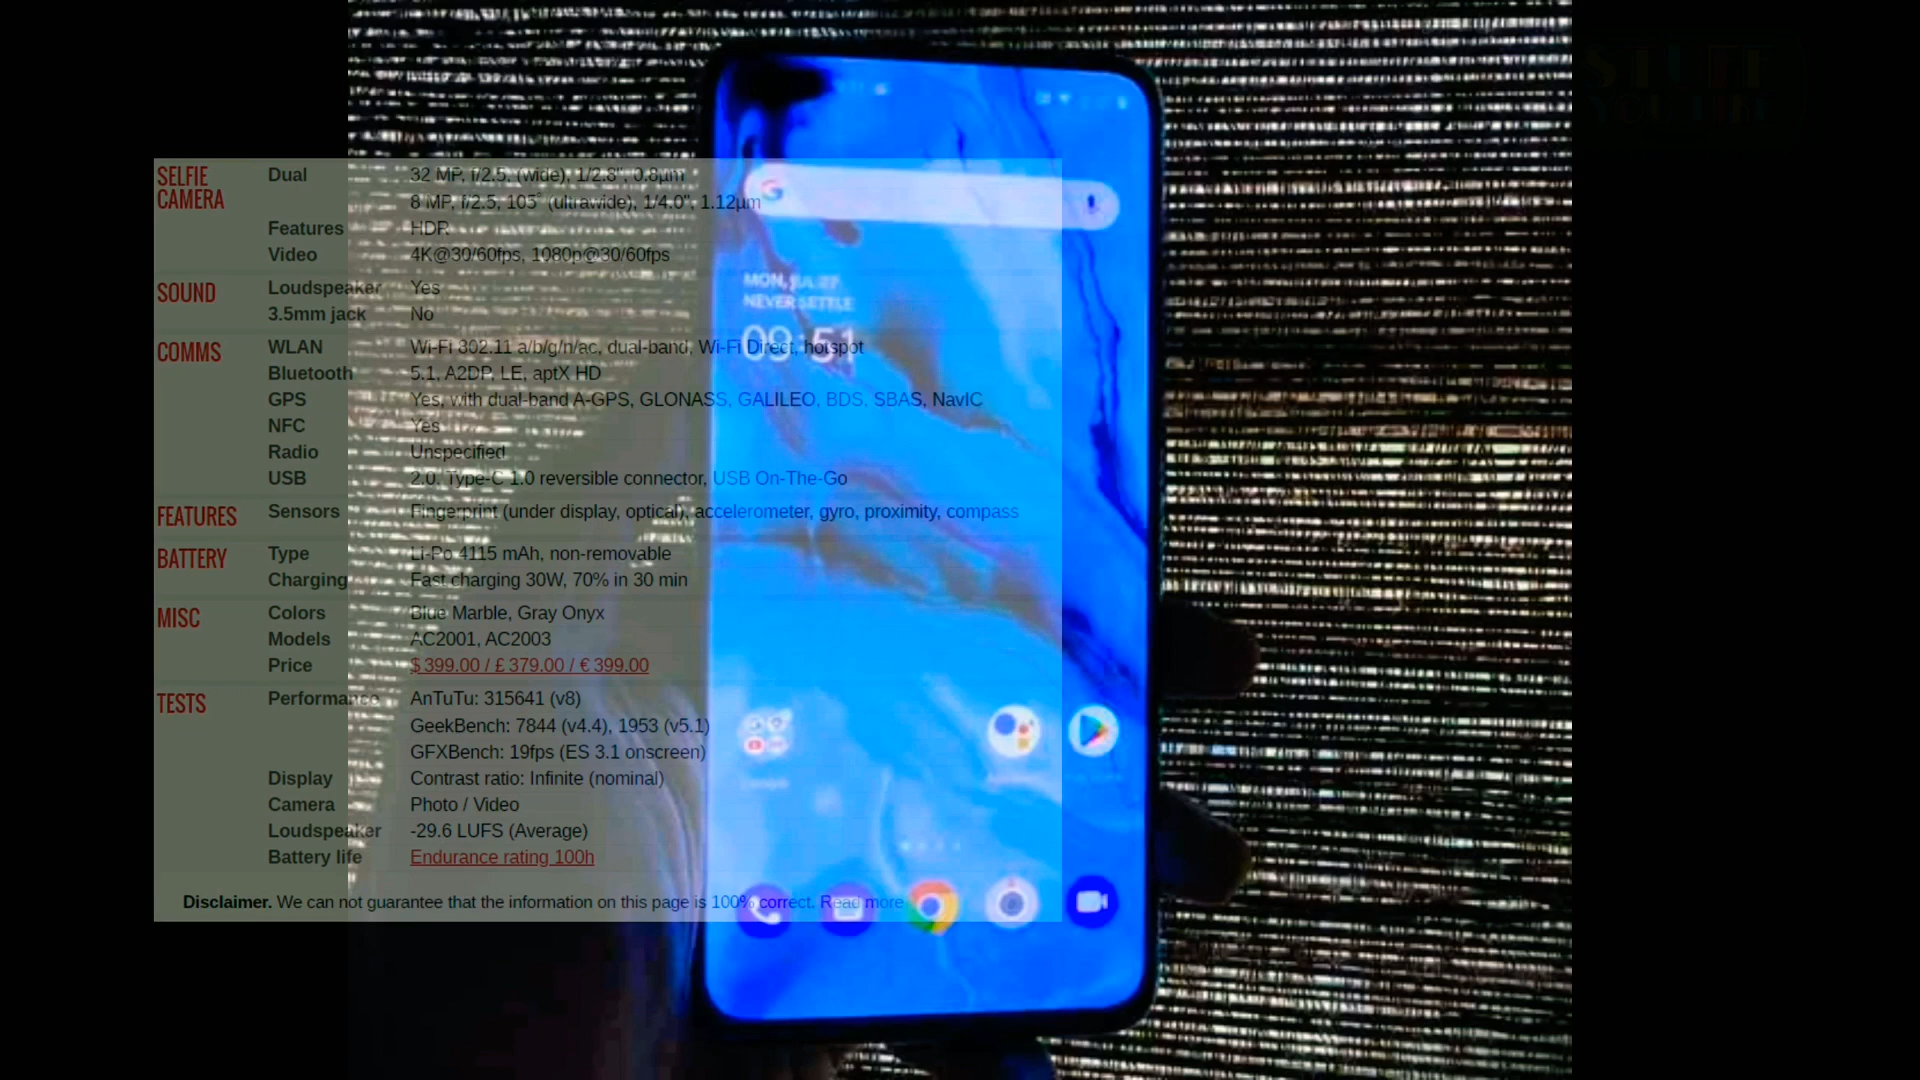 SELFIE CAMERA Dual 32 MP, f/2.5, (wide), 1/2.8", 0.8µm
8 MP, f/2.5, 105° (ultrawide), 1/4.0", 1.12µm
Features HDR
Video 4K@30/60fps, 1080p@30/60fps
SOUND Loudspeaker Yes
3.5mm jack No
COMMS WLAN Wi-Fi 802.11 a/b/g/n/ac, dual-band, Wi-Fi Direct, hotspot
Bluetooth 5.1, A2DP, LE, aptX HD
GPS Yes, with dual-band A-GPS, GLONASS, GALILEO, BDS, SBAS, NavIC
NFC Yes
Radio Unspecified
USB 2.0, Type-C 1.0 reversible connector, USB On-The-Go
FEATURES Sensors Fingerprint (under display, optical), accelerometer, gyro, proximity, compass
BATTERY Type Li-Po 4115 mAh, non-removable
Charging Fast charging 30W, 70% in 30 min
MISC Colors Blue Marble, Gray Onyx
Models AC2001, AC2003
Price $ 399.00 / £ 379.00 / € 399.00
TESTS Performance AnTuTu: 315641 (v8)
GeekBench: 7844 (v4.4), 1953 (v5.1)
GFXBench: 19fps (ES 3.1 onscreen)
Display Contrast ratio: Infinite (nominal)
Camera Photo / Video
Loudspeaker -29.6 LUFS (Average)
Battery life Endurance rating 100h
Disclaimer. We can not guarantee that the information on this page is 100% correct. Read more
MON, JUL 27
NEVER SETTLE
09:51